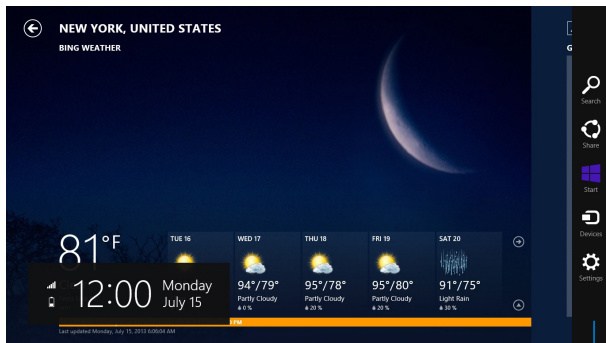 NEW YORK, UNITED STATES
BING WEATHER
G
Search
Share
Start
Devices
Settings
81°F
TUE 16
WED 17
94°/79°
Partly Cloudy
0 %
THU 18
95°/78°
Partly Cloudy
20 %
FRI 19
95°/80°
Partly Cloudy
20 %
SAT 20
91°/75°
Light Rain
30 %
12:00
Monday
July 15
PM
Last updated Monday, July 15, 2013 6:06:04 AM